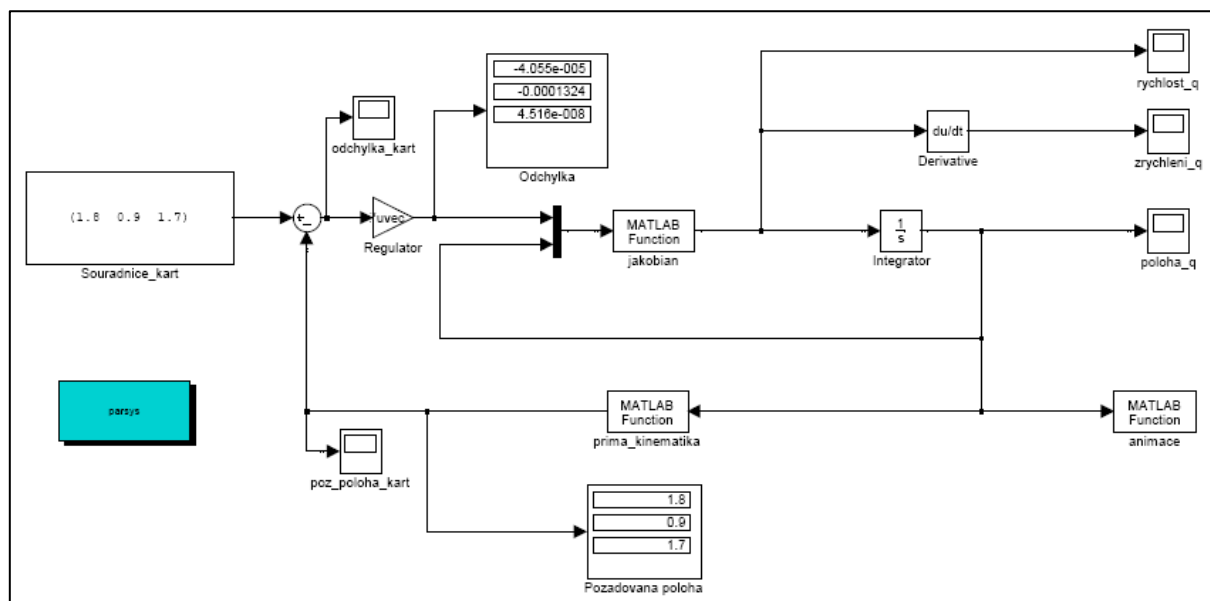 -4.055e-005
-0.0001324
4.516e-008
Odchylka
odchylka_kart
rychlost_q
du/dt
Derivative
zrychleni_q
(1.8 0.9 1.7)
Souradnice_kart
+
-
uvec
Regulator
MATLAB
Function
jakobian
1
s
Integrator
poloha_q
parsys
MATLAB
Function
prima_kinematika
MATLAB
Function
animace
poz_poloha_kart
1.8
0.9
1.7
Pozadovana poloha